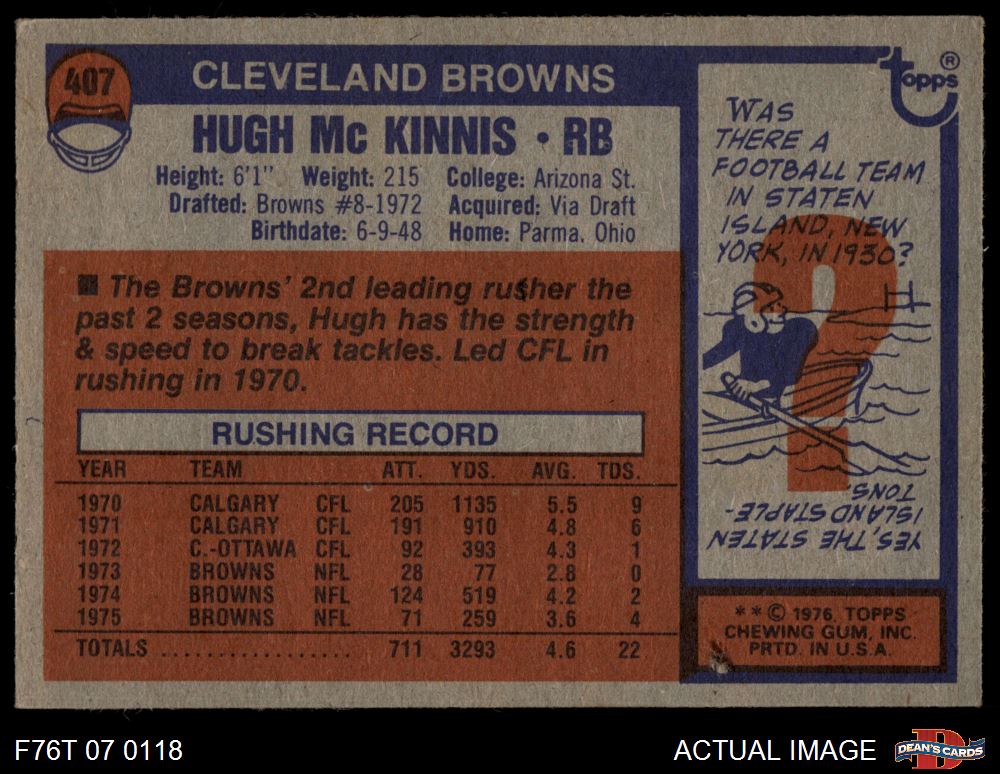 407
CLEVELAND BROWNS
HUGH Mc KINNIS • RB
Height: 6'1" Weight: 215 College: Arizona St.
Drafted: Browns #8-1972 Acquired: Via Draft
Birthdate: 6-9-48 Home: Parma, Ohio
■ The Browns' 2nd leading rusher the
past 2 seasons, Hugh has the strength
& speed to break tackles. Led CFL in
rushing in 1970.
RUSHING RECORD
YEAR TEAM ATT. YDS. AVG. TDS.
1970 CALGARY CFL 205 1135 5.5 9
1971 CALGARY CFL 191 910 4.8 6
1972 C.-OTTAWA CFL 92 393 4.3 1
1973 BROWNS NFL 28 77 2.8 0
1974 BROWNS NFL 124 519 4.2 2
1975 BROWNS NFL 71 259 3.6 4
TOTALS .................. 711 3293 4.6 22
topps ®
WAS
THERE A
FOOTBALL TEAM
IN STATEN
ISLAND, NEW
YORK, IN 1930?
YES, THE STATEN
ISLAND STAPLE-
TONS.
** © 1976, TOPPS
CHEWING GUM, INC.
PRTD. IN U.S.A.
F76T 07 0118
ACTUAL IMAGE
D
DEAN'S CARDS